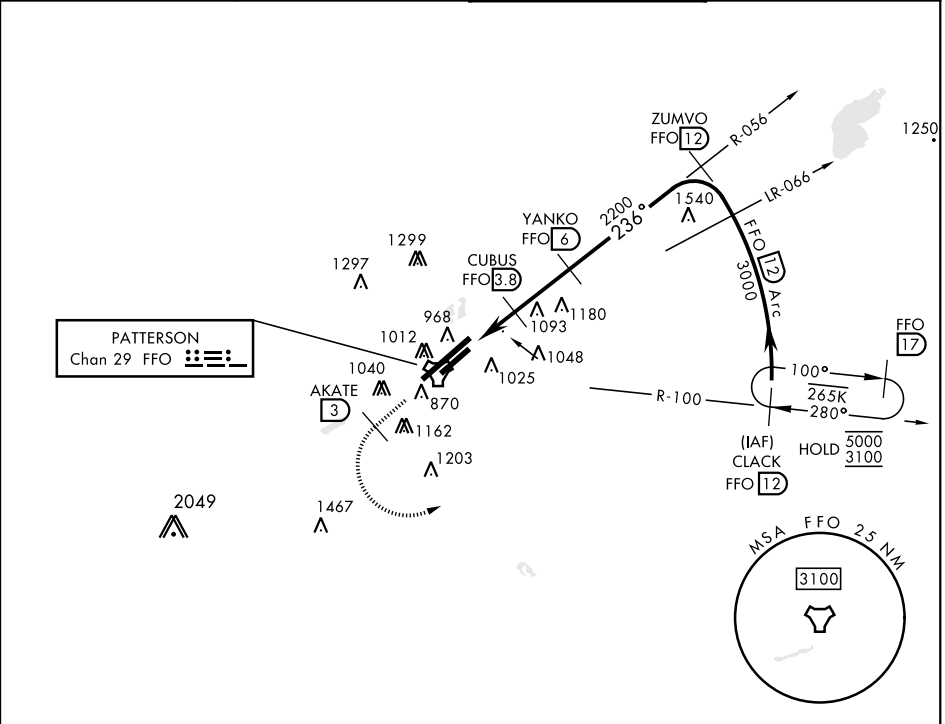 ZUMVO
FFO 12
R-056
1250
LR-066
1540
2200
236°
YANKO
FFO 6
FFO 12 Arc
3000
1299
1297
CUBUS
FFO 3.8
1180
1093
968
PATTERSON
Chan 29 FFO
1012
1048
1025
1040
FFO
17
AKATE
3
870
100°
265K
280°
R-100
1162
(IAF)
CLACK
FFO 12
HOLD 5000
3100
1203
2049
1467
MSA FFO 25 NM
3100